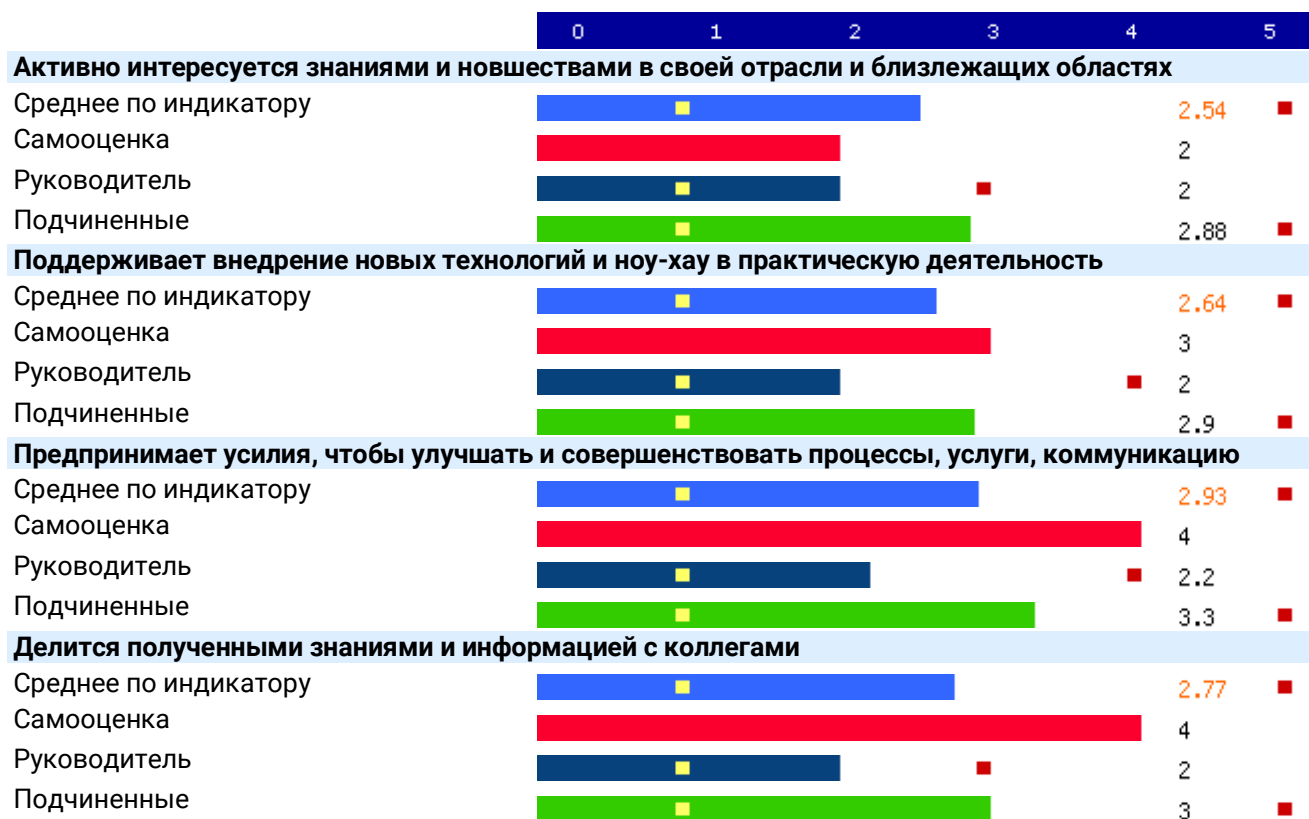 0 1 2 3 4 5
Активно интересуется знаниями и новшествами в своей отрасли и близлежащих областях
Среднее по индикатору 2.54
Самооценка 2
Руководитель 2
Подчиненные 2.88
Поддерживает внедрение новых технологий и ноу-хау в практическую деятельность
Среднее по индикатору 2.64
Самооценка 3
Руководитель 2
Подчиненные 2.9
Предпринимает усилия, чтобы улучшать и совершенствовать процессы, услуги, коммуникацию
Среднее по индикатору 2.93
Самооценка 4
Руководитель 2.2
Подчиненные 3.3
Делится полученными знаниями и информацией с коллегами
Среднее по индикатору 2.77
Самооценка 4
Руководитель 2
Подчиненные 3